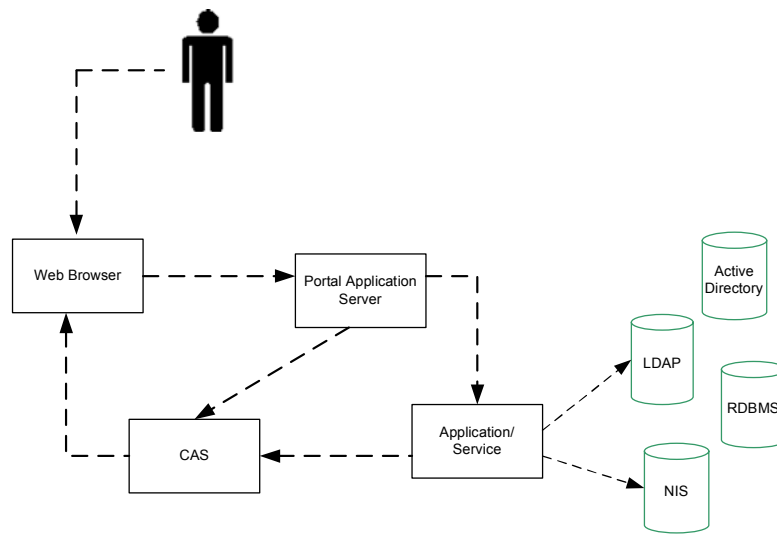 Web Browser
Portal Application
Server
Active
Directory
LDAP
RDBMS
Application/
Service
CAS
NIS